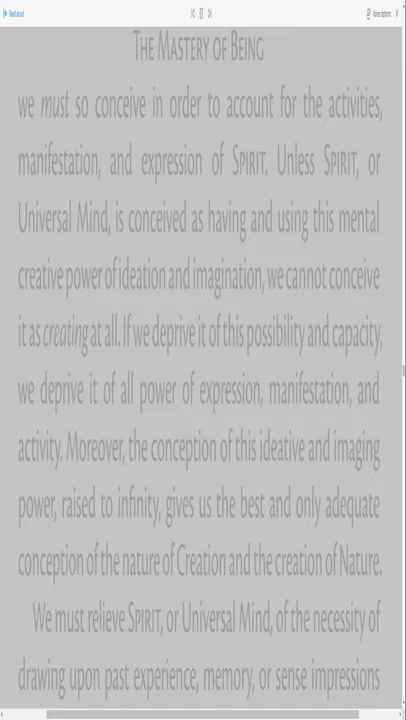 Read aloud
Voice options
THE MASTERY OF BEING
we must so conceive in order to account for the activities,
manifestation, and expression of SPIRIT. Unless SPIRIT, or
Universal Mind, is conceived as having and using this mental
creative power of ideation and imagination, we cannot conceive
it as creating at all. If we deprive it of this possibility and capacity,
we deprive it of all power of expression, manifestation, and
activity. Moreover, the conception of this ideative and imaging
power, raised to infinity, gives us the best and only adequate
conception of the nature of Creation and the creation of Nature.
We must relieve SPIRIT, or Universal Mind, of the necessity of
drawing upon past experience, memory, or sense impressions